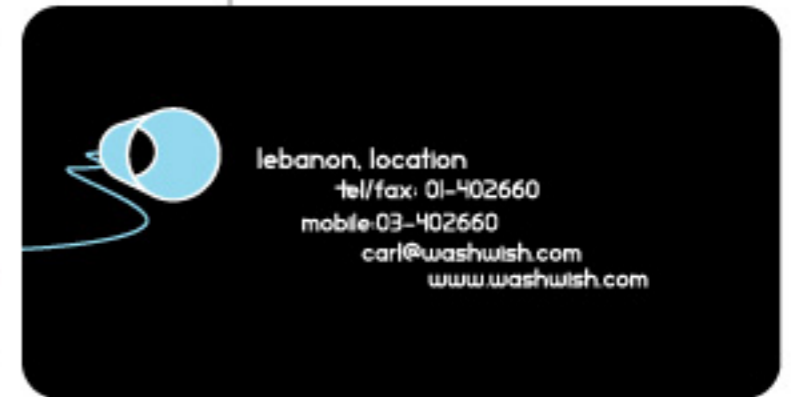 lebanon, location
tel/fax: 01-402660
mobile:03-402660
carl@washwish.com
www.washwish.com